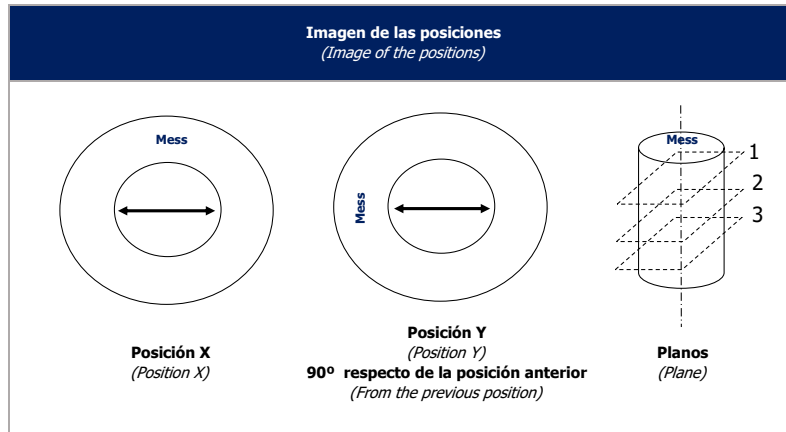 Imagen de las posiciones
(Image of the positions)
Mess
Mess
Mess
1
2
3
Posición X
(Position X)
Posición Y
(Position Y)
90º respecto de la posición anterior
(From the previous position)
Planos
(Plane)